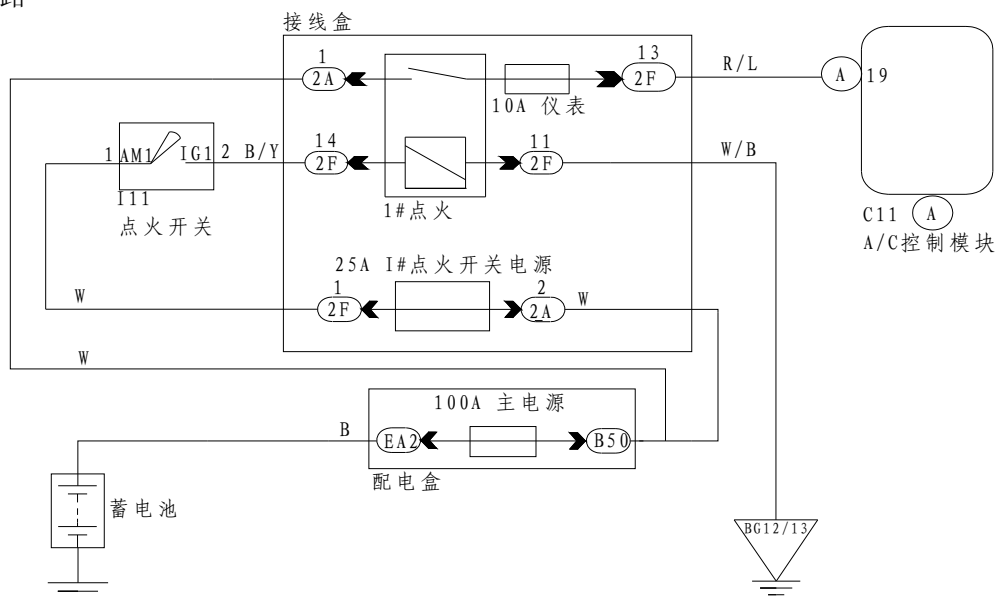 路
接线盒
1
2A
10A 仪表
13
2F
R/L
A
19
1 AM1 IG1 2 B/Y
14
2F
11
2F
W/B
I11
点火开关
1#点火
C11 A
A/C控制模块
25A I#点火开关电源
W
1
2F
2
2A
W
W
100A 主电源
B
EA2
B50
配电盒
蓄电池
BG12/13